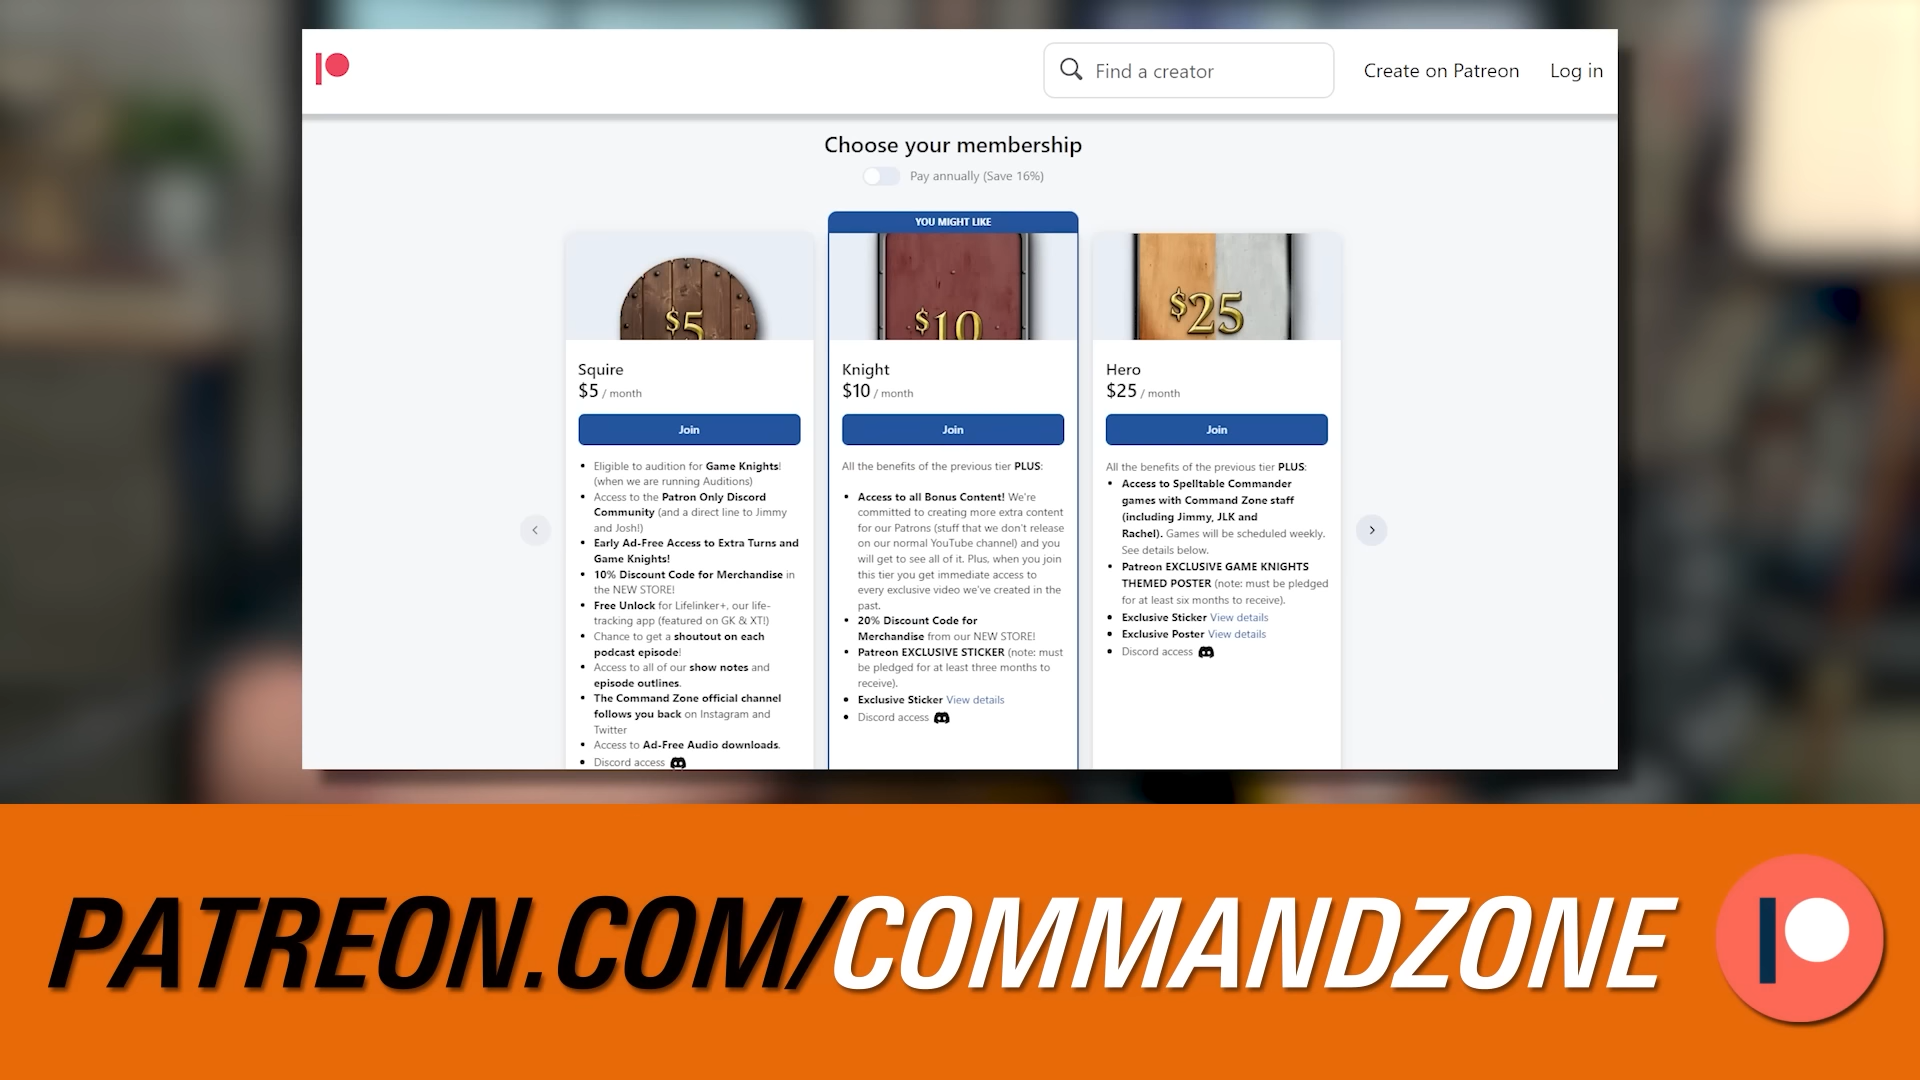 Find a creator
Create on Patreon
Log in
Choose your membership
Pay annually (Save 16%)
$5
Squire
$5 / month
Join
• Eligible to audition for Game Knights!
(when we are running Auditions)
• Access to the Patron Only Discord
Community (and a direct line to Jimmy
and Josh!)
• Early Ad-Free Access to Extra Turns and
Game Knights!
• 10% Discount Code for Merchandise in
the NEW STORE!
• Free Unlock for Lifelinker+, our life-
tracking app (featured on GK & XT!)
• Chance to get a shoutout on each
podcast episode!
• Access to all of our show notes and
episode outlines.
• The Command Zone official channel
follows you back on Instagram and
Twitter
• Access to Ad-Free Audio downloads.
• Discord access
YOU MIGHT LIKE
$10
Knight
$10 / month
Join
All the benefits of the previous tier PLUS:
• Access to all Bonus Content! We're
committed to creating more extra content
for our Patrons (stuff that we don't release
on our normal YouTube channel) and you
will get to see all of it. Plus, when you join
this tier you get immediate access to
every exclusive video we've created in the
past.
• 20% Discount Code for
Merchandise from our NEW STORE!
• Patreon EXCLUSIVE STICKER (note: must
be pledged for at least three months to
receive).
• Exclusive Sticker View details
• Discord access
$25
Hero
$25 / month
Join
All the benefits of the previous tier PLUS:
• Access to Spelltable Commander
games with Command Zone staff
(including Jimmy, JLK and
Rachel). Games will be scheduled weekly.
See details below.
• Patreon EXCLUSIVE GAME KNIGHTS
THEMED POSTER (note: must be pledged
for at least six months to receive).
• Exclusive Sticker View details
• Exclusive Poster View details
• Discord access
PATREON.COM/COMMANDZONE